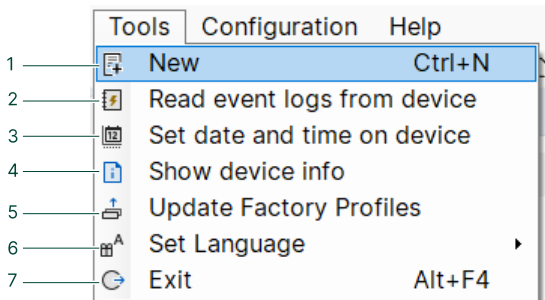 Tools Configuration Help
1 New Ctrl+N
2 Read event logs from device
3 Set date and time on device
4 Show device info
5 Update Factory Profiles
6 Set Language
7 Exit Alt+F4